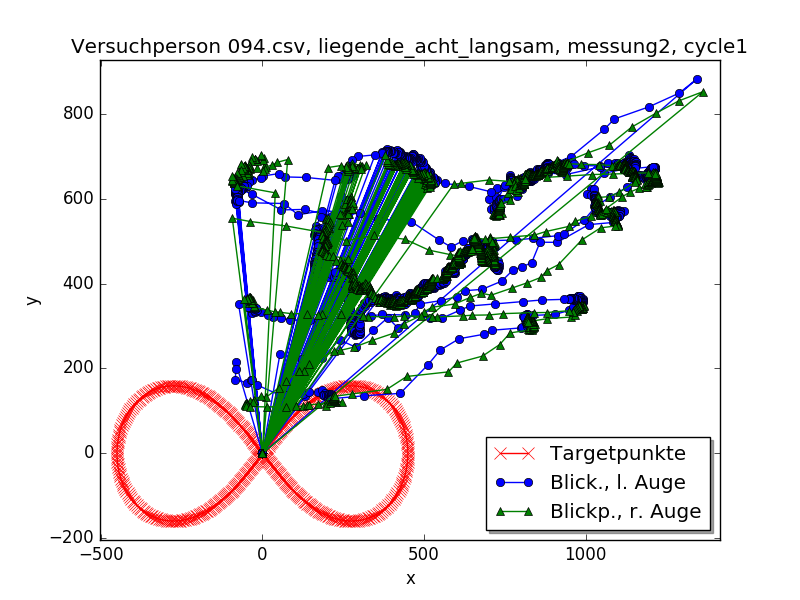 Versuchperson 094.csv, liegende_acht_langsam, messung2, cycle1
y
800
600
400
200
0
−200
−500
0
500
1000
x
Targetpunkte
Blick., l. Auge
Blickp., r. Auge